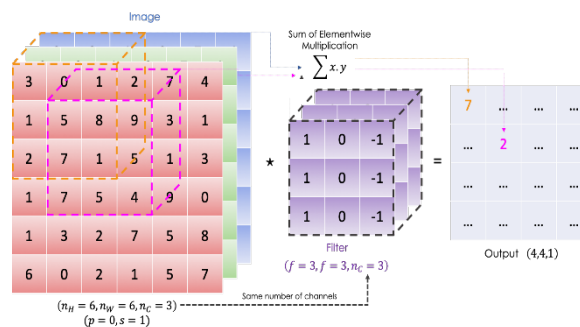 Image
Sum of Elementwise
Multiplication
∑ x.y
3 0 1 2 7 4
1 5 8 9 3 1
2 7 1 5 1 3
1 7 5 4 9 0
1 3 2 7 5 8
6 0 2 1 5 7
(n_H = 6, n_W = 6, n_C = 3)
(p = 0, s = 1)
★
1 0 -1
1 0 -1
1 0 -1
Filter
(f = 3, f = 3, n_C = 3)
Same number of channels
=
7 ... ... ...
... 2 ... ...
... ... ... ...
... ... ... ...
Output (4,4,1)